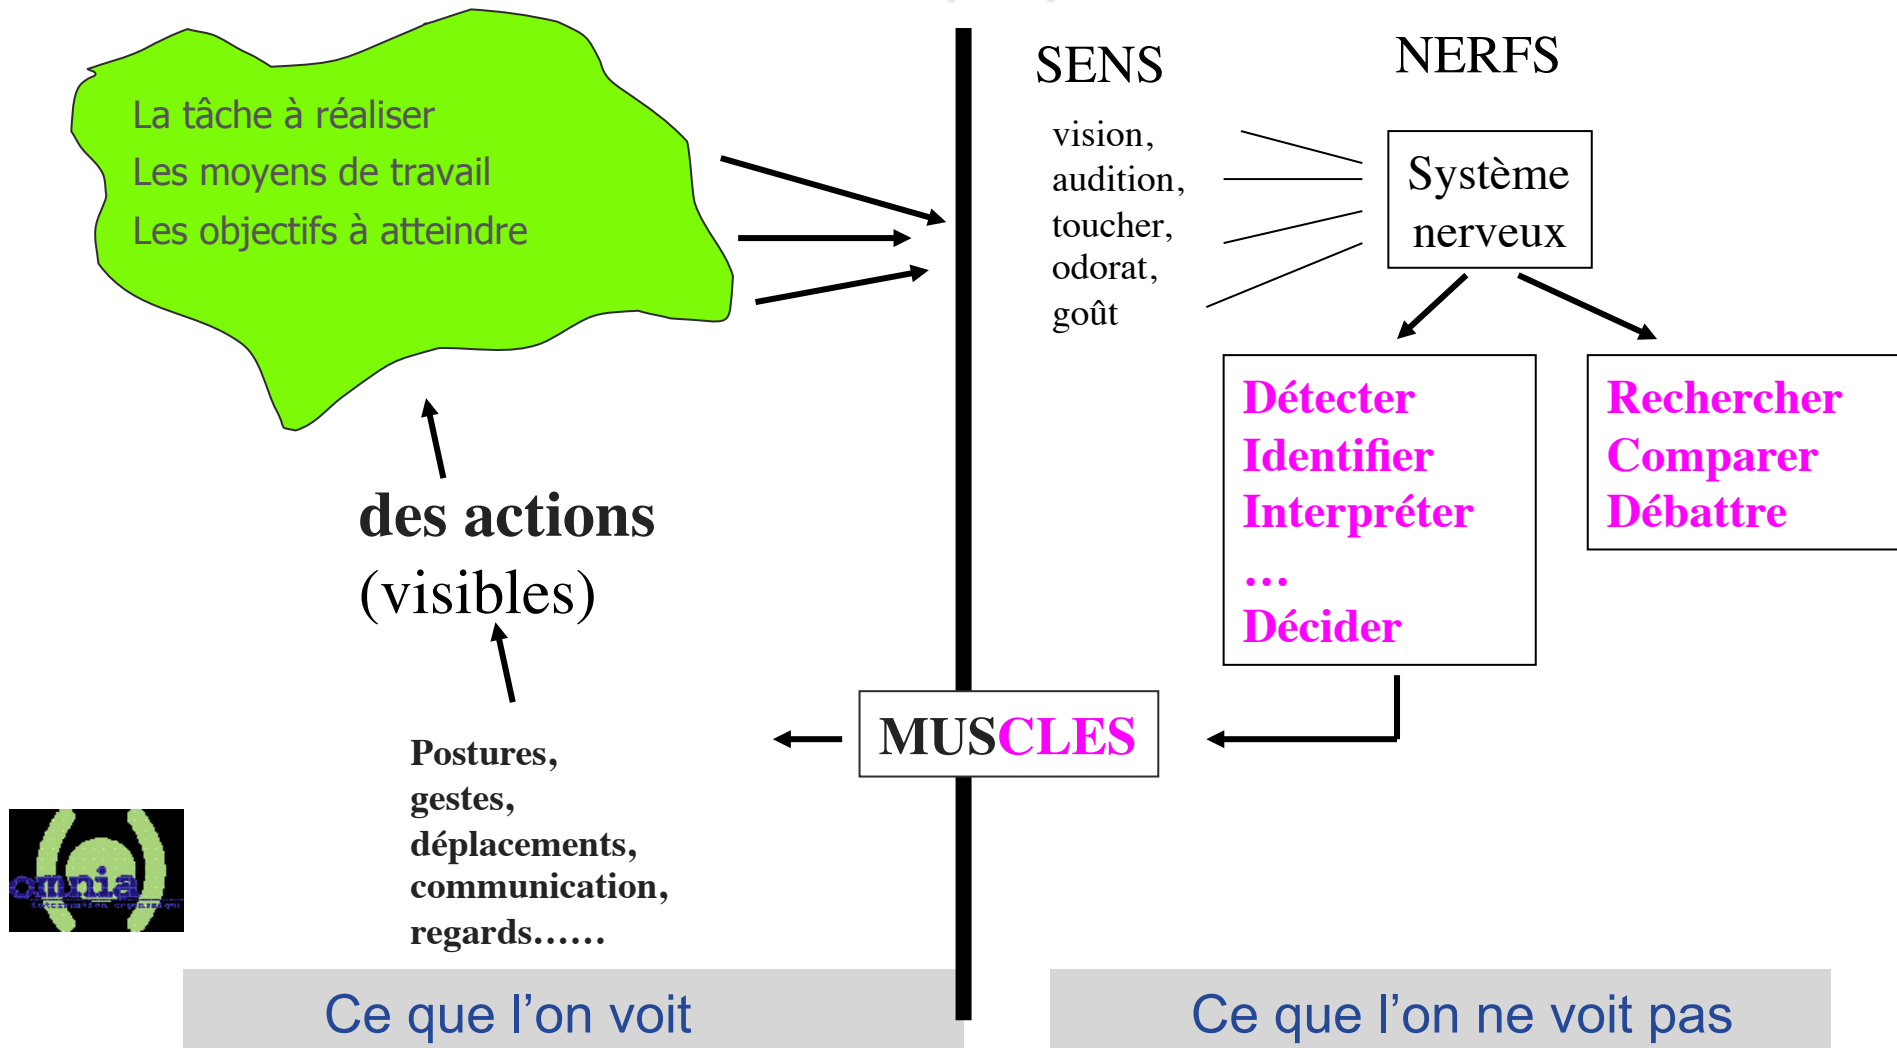 La tâche à réaliser
Les moyens de travail
Les objectifs à atteindre
des actions
(visibles)
Postures,
gestes,
déplacements,
communication,
regards……
omnia
Ce que l’on voit
SENS
vision,
audition,
toucher,
odorat,
goût
NERFS
Système
nerveux
Détecter
Identifier
Interpréter
…
Décider
Rechercher
Comparer
Débattre
MUSCLES
Ce que l’on ne voit pas